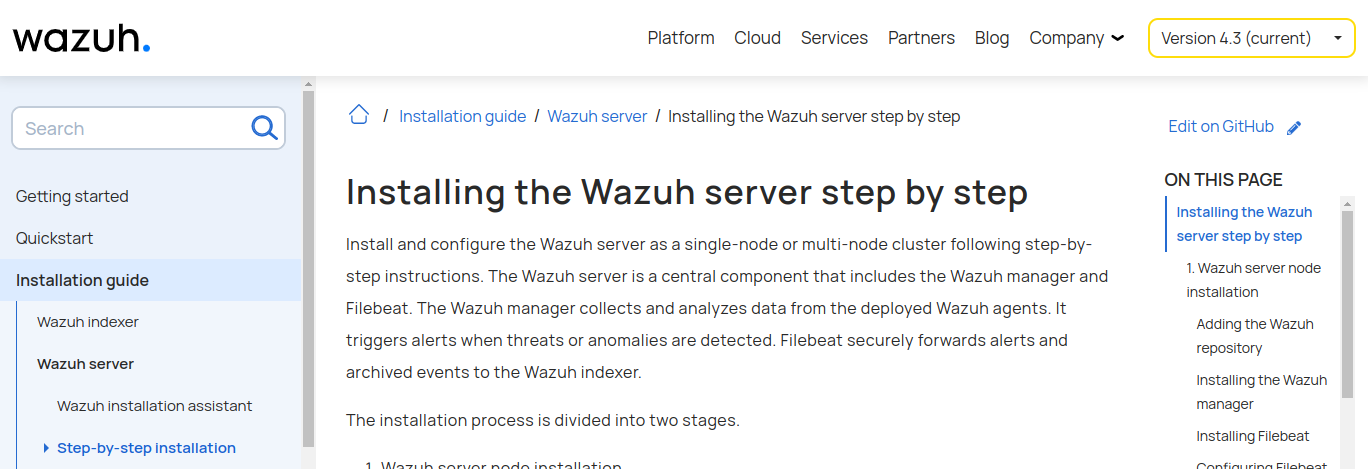 wazuh.
Platform Cloud Services Partners Blog Company Version 4.3 (current)
Search
Getting started
Quickstart
Installation guide
Wazuh indexer
Wazuh server
Wazuh installation assistant
Step-by-step installation
/ Installation guide / Wazuh server / Installing the Wazuh server step by step
Installing the Wazuh server step by step
Install and configure the Wazuh server as a single-node or multi-node cluster following step-by-
step instructions. The Wazuh server is a central component that includes the Wazuh manager and
Filebeat. The Wazuh manager collects and analyzes data from the deployed Wazuh agents. It
triggers alerts when threats or anomalies are detected. Filebeat securely forwards alerts and
archived events to the Wazuh indexer.
The installation process is divided into two stages.
1. Wazuh server node installation
Edit on GitHub
ON THIS PAGE
Installing the Wazuh
server step by step
1. Wazuh server node
installation
Adding the Wazuh
repository
Installing the Wazuh
manager
Installing Filebeat
Configuring Filebeat